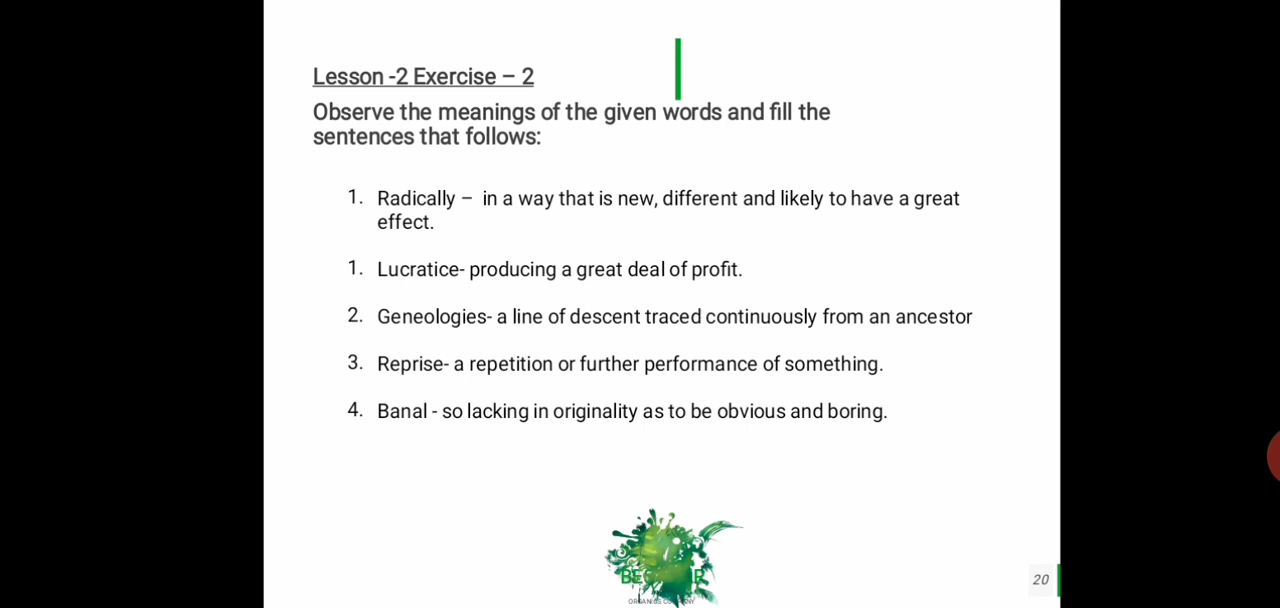 Lesson -2 Exercise – 2
Observe the meanings of the given words and fill the
sentences that follows:
1. Radically – in a way that is new, different and likely to have a great
effect.
1. Lucratice- producing a great deal of profit.
2. Geneologies- a line of descent traced continuously from an ancestor
3. Reprise- a repetition or further performance of something.
4. Banal - so lacking in originality as to be obvious and boring.
20